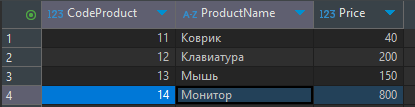 123 CodeProduct A-Z ProductName 123 Price
1 11 Коврик 40
2 12 Клавиатура 200
3 13 Мышь 150
4 14 Монитор 800